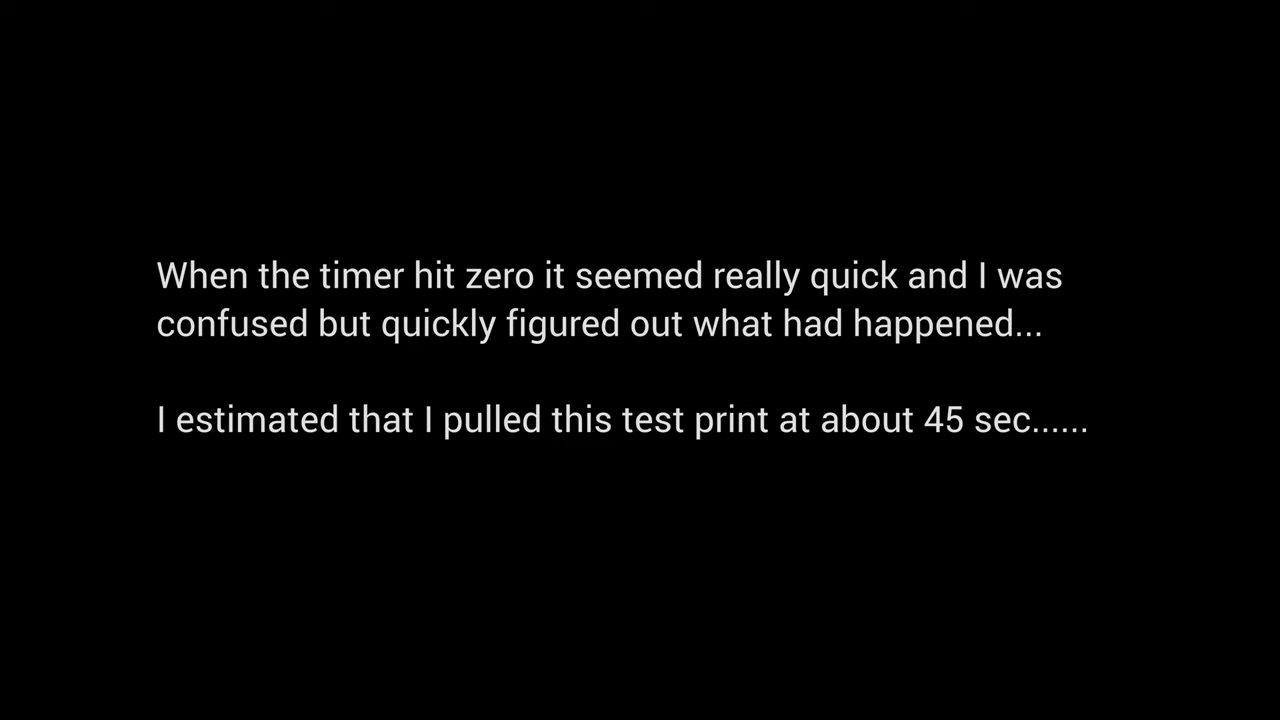 When the timer hit zero it seemed really quick and I was
confused but quickly figured out what had happened...
I estimated that I pulled this test print at about 45 sec......